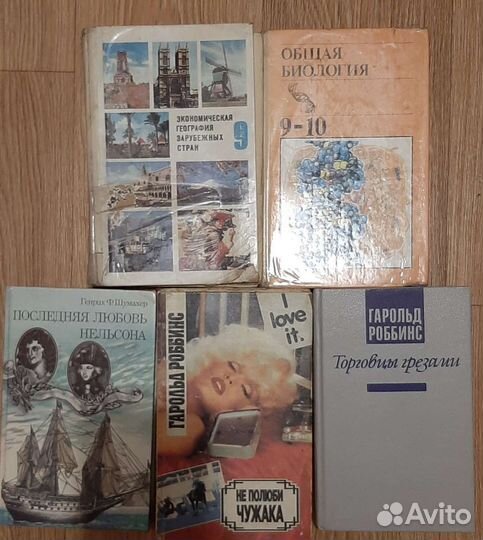 ЭКОНОМИЧЕСКАЯ
ГЕОГРАФИЯ
ЗАРУБЕЖНЫХ
СТРАН
9
ОБЩАЯ
БИОЛОГИЯ
9-10
Генрих Ф. Шумахер
ПОСЛЕДНЯЯ ЛЮБОВЬ
НЕЛЬСОНА
ГАРОЛЬД РОББИНС
I
love
it.
НЕ ПОЛЮБИ
ЧУЖАКА
ГАРОЛЬД
РОББИНС
Торговцы грезами
Avito